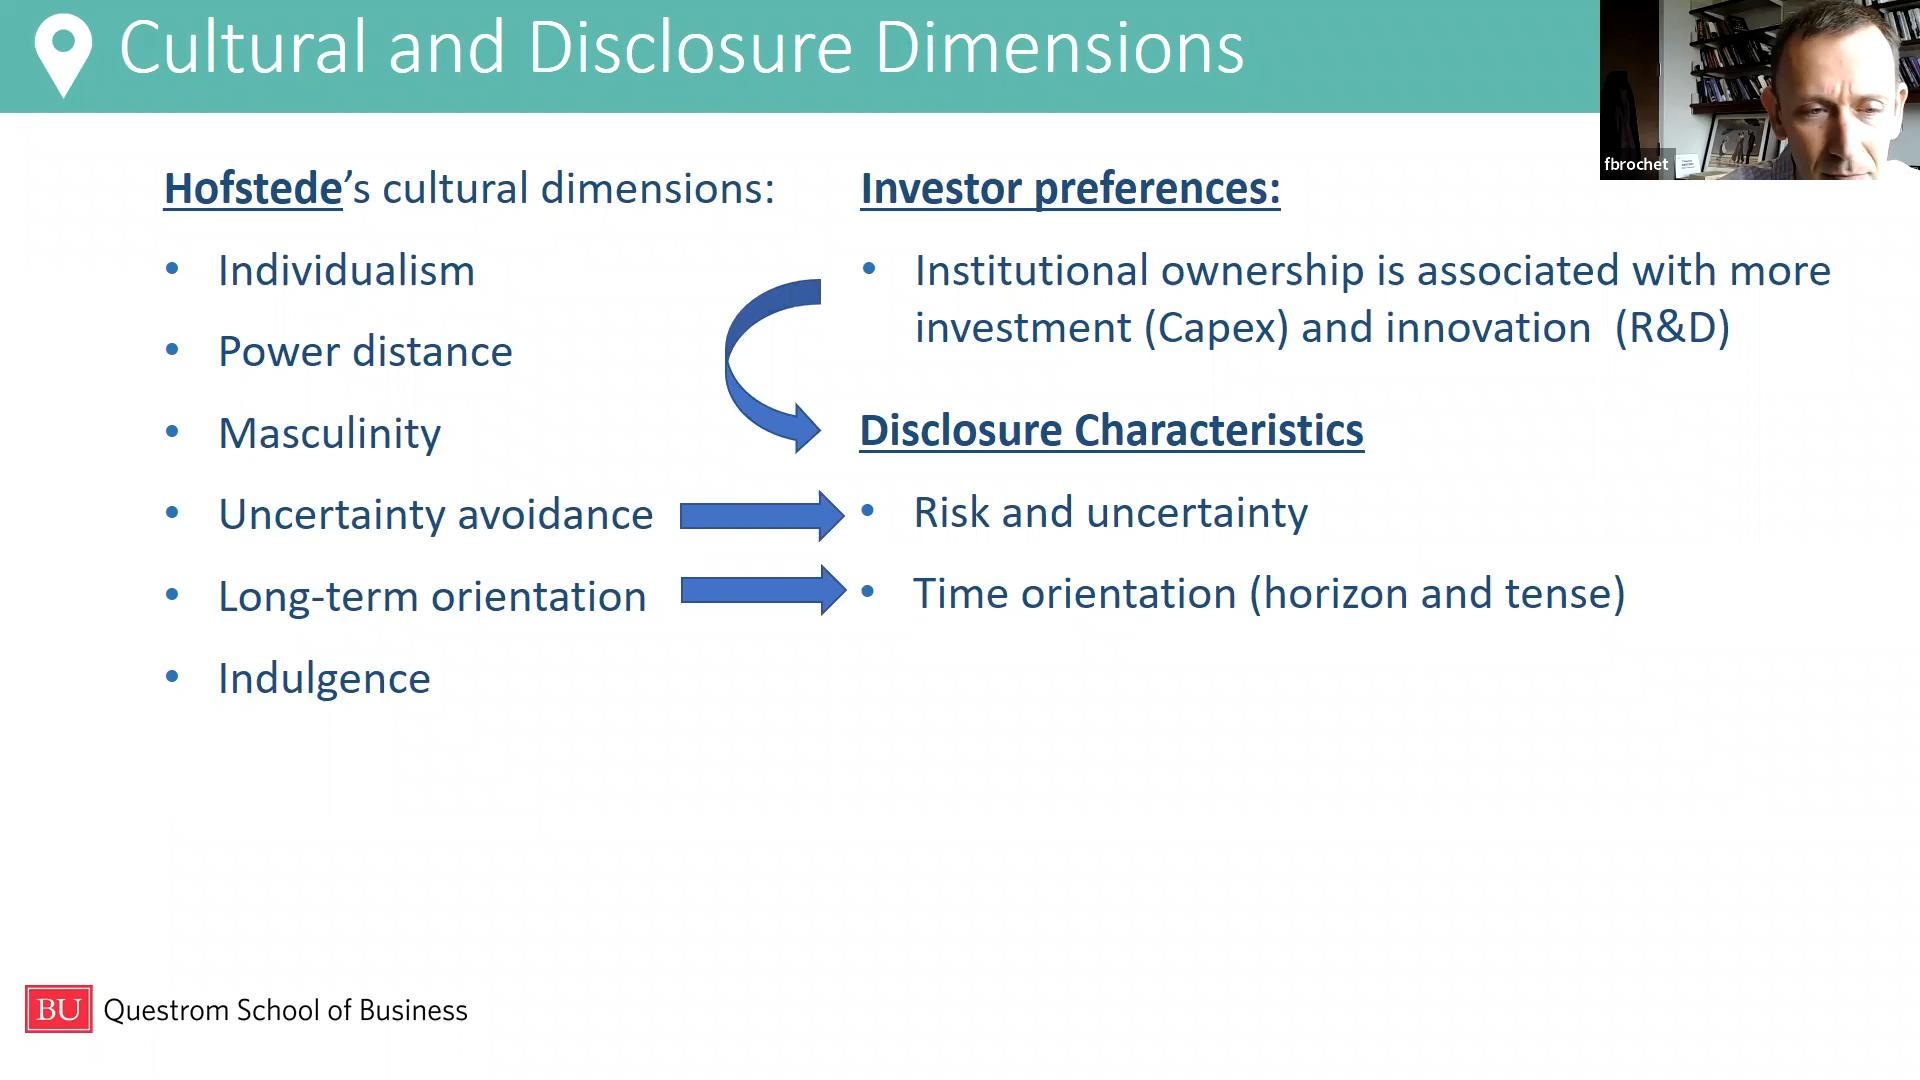 Cultural and Disclosure Dimensions
fbrochet
Hofstede's cultural dimensions:
• Individualism
• Power distance
• Masculinity
• Uncertainty avoidance
• Long-term orientation
• Indulgence
Investor preferences:
• Institutional ownership is associated with more
investment (Capex) and innovation (R&D)
Disclosure Characteristics
• Risk and uncertainty
• Time orientation (horizon and tense)
BU Questrom School of Business